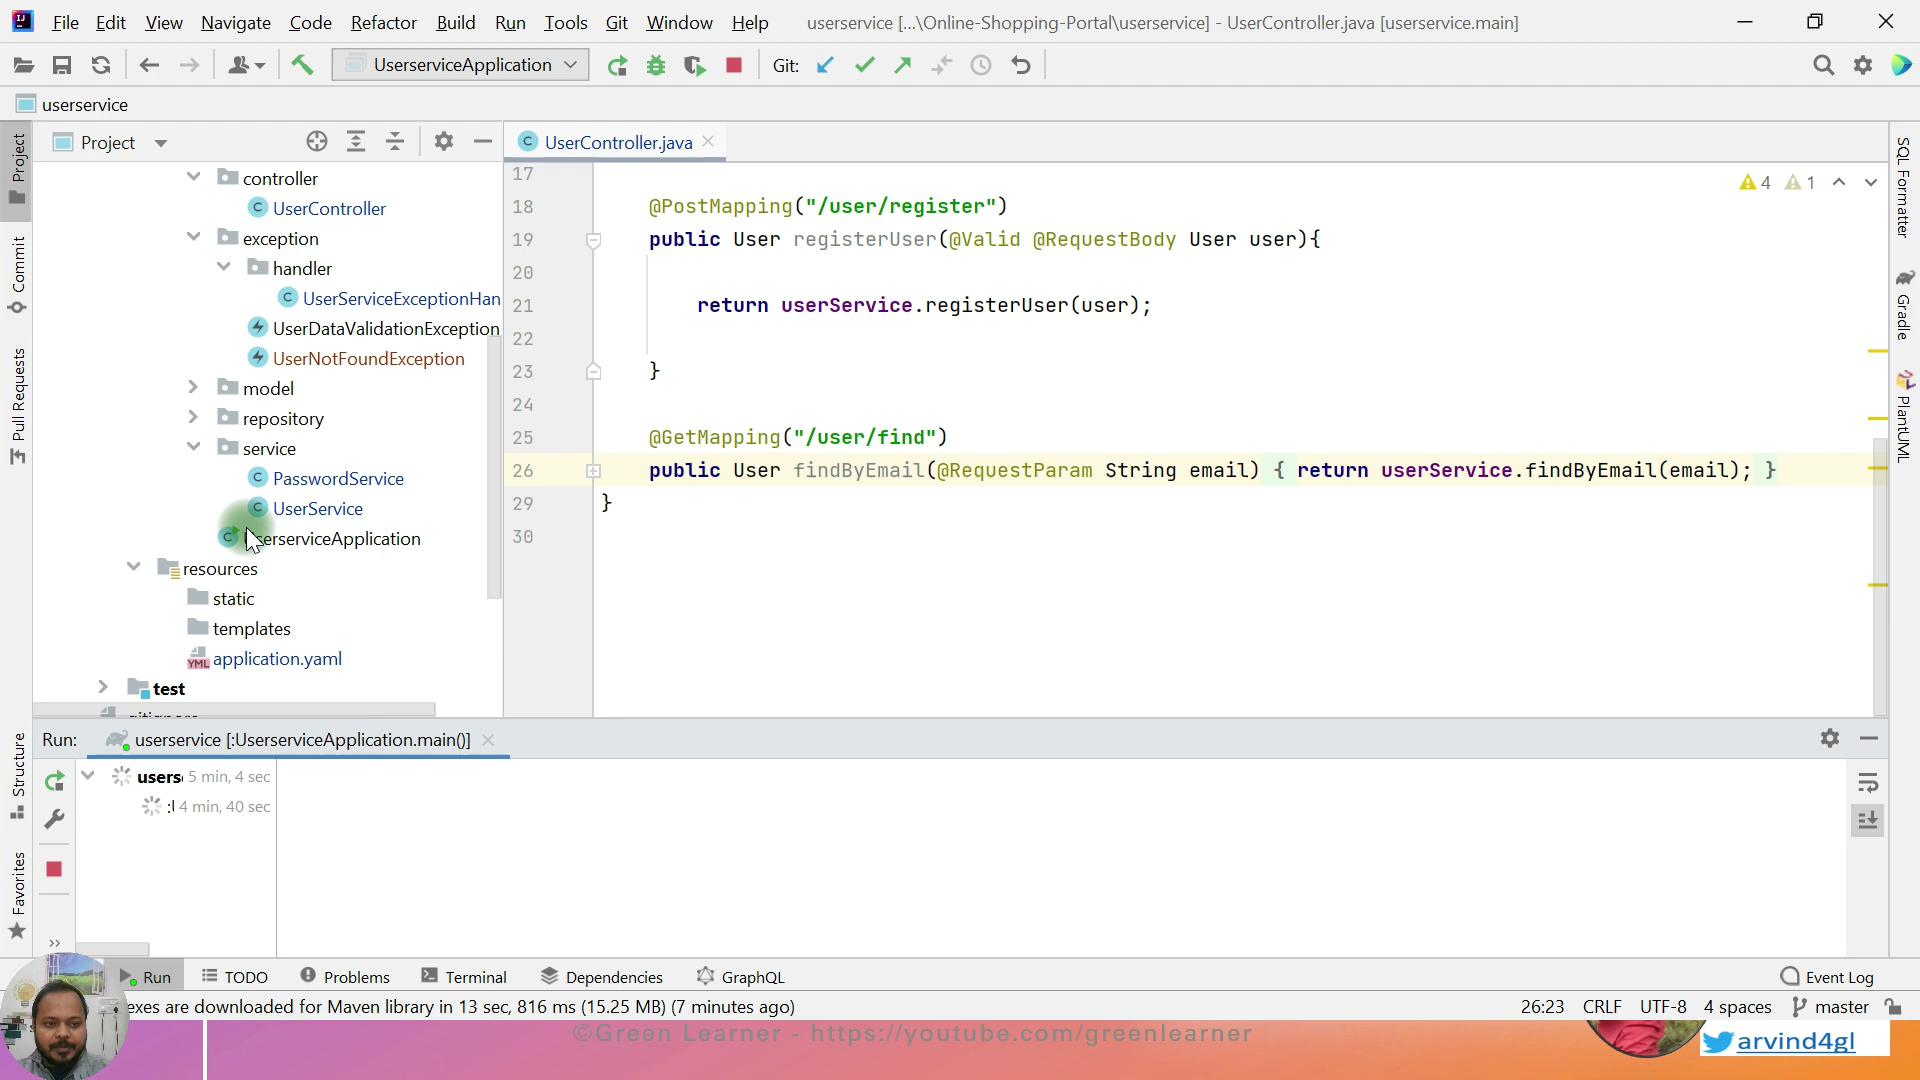 File Edit View Navigate Code Refactor Build Run Tools Git Window Help userservice [...\Online-Shopping-Portal\userservice] - UserController.java [userservice.main]
UserserviceApplication Git:
userservice
Project
UserController.java
controller
UserController
exception
handler
UserServiceExceptionHan
UserDataValidationException
UserNotFoundException
model
repository
service
PasswordService
UserService
serserviceApplication
resources
static
templates
YML application.yaml
test
17
18 @PostMapping("/user/register")
19 public User registerUser(@Valid @RequestBody User user){
20
21 return userService.registerUser(user);
22
23 }
24
25 @GetMapping("/user/find")
26 public User findByEmail(@RequestParam String email) { return userService.findByEmail(email); }
29 }
30
4 1
Project
Commit
Pull Requests
Structure
Favorites
SQL Formatter
Gradle
PlantUML
Run: userservice [:UserserviceApplication.main()]
users 5 min, 4 sec
4 min, 40 sec
Run TODO Problems Terminal Dependencies GraphQL Event Log
exes are downloaded for Maven library in 13 sec, 816 ms (15.25 MB) (7 minutes ago) 26:23 CRLF UTF-8 4 spaces master
©Green Learner - https://youtube.com/greenlearner
arvind4gl